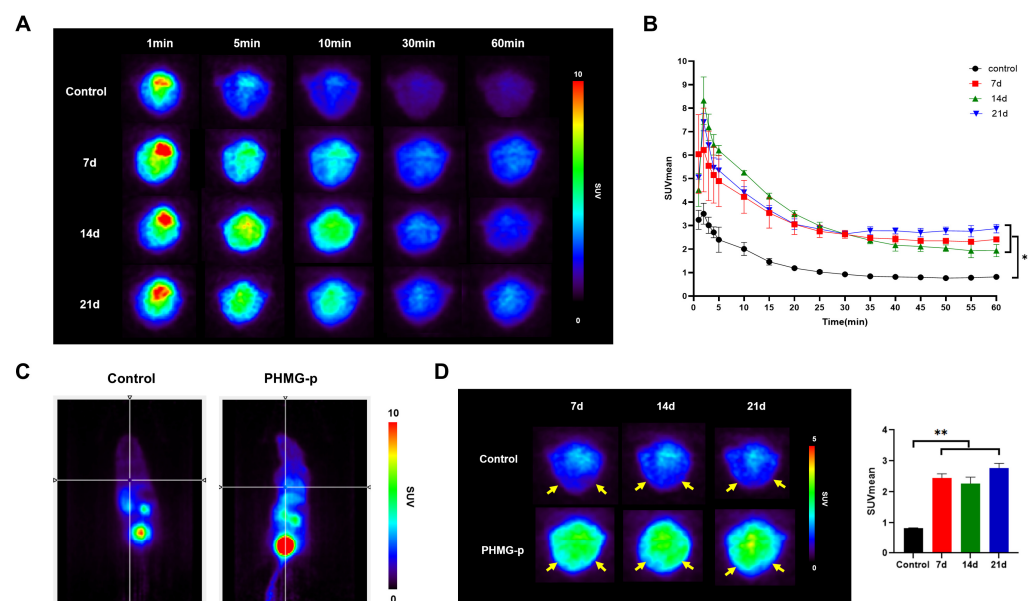 A
1min 5min 10min 30min 60min
Control
7d
14d
21d
10
SUV
0
B
10
9
8
7
6
5
4
3
2
1
0
SUVmean
0 5 10 15 20 25 30 35 40 45 50 55 60
Time(min)
control
7d
14d
21d
*
C
Control PHMG-p
10
SUV
0
D
7d 14d 21d
Control
PHMG-p
5
SUV
0
4
3
2
1
0
SUVmean
**
Control 7d 14d 21d